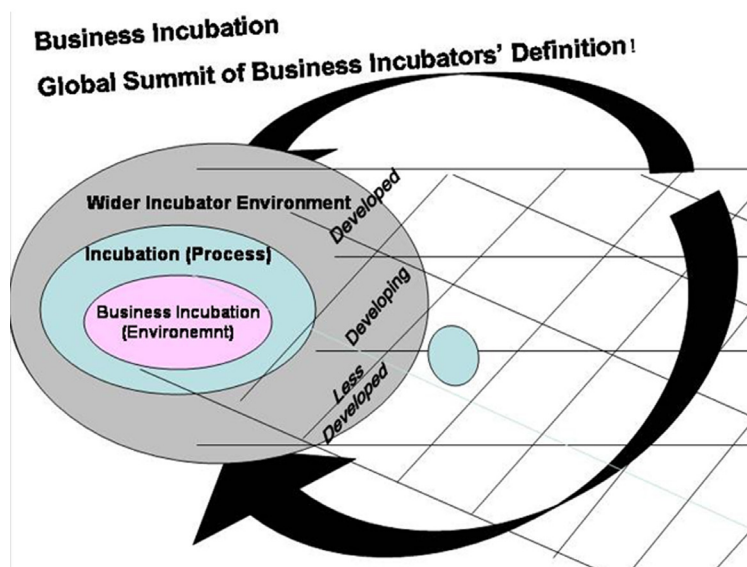 Business Incubation
Global Summit of Business Incubators' Definition!
Wider Incubator Environment
Developed
Incubation (Process)
Business Incubation
(Environemnt)
Developing
Less
Developed